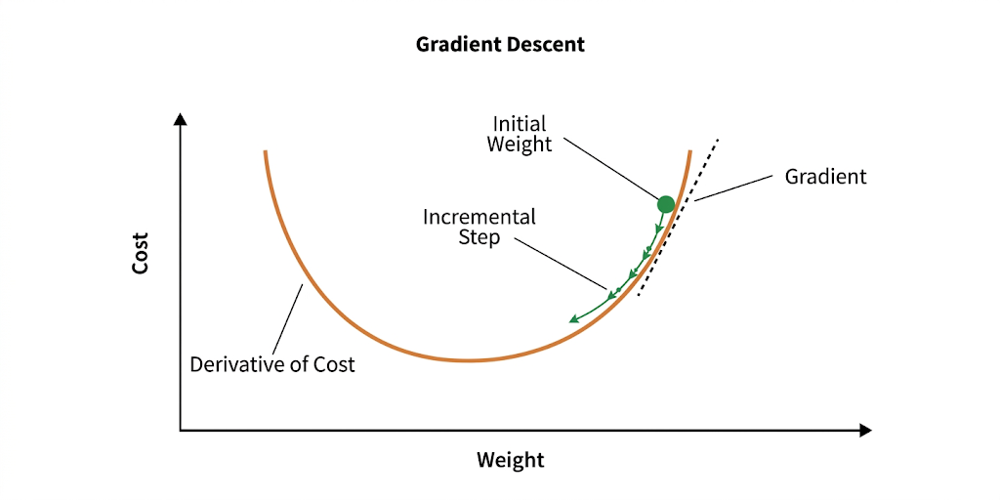 Gradient Descent
Initial
Weight
Gradient
Incremental
Step
Cost
Derivative of Cost
Weight